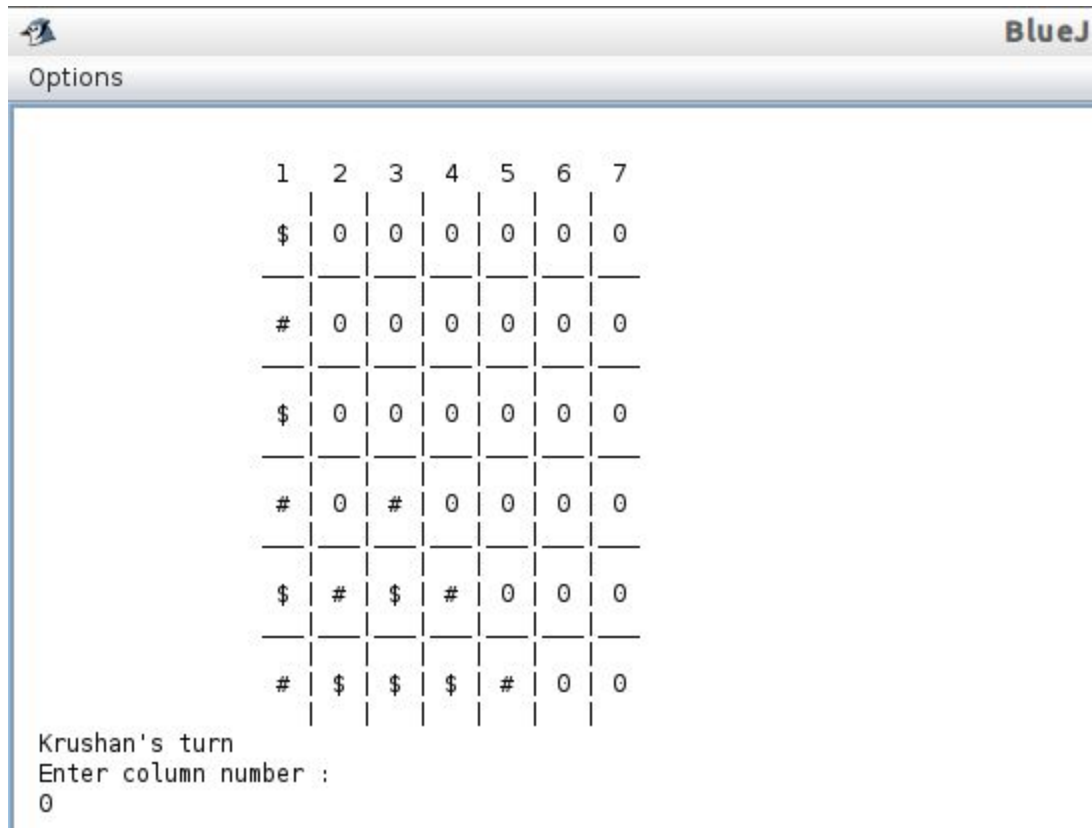 BlueJ
Options
1 2 3 4 5 6 7
$ | 0 | 0 | 0 | 0 | 0 | 0
# | 0 | 0 | 0 | 0 | 0 | 0
$ | 0 | 0 | 0 | 0 | 0 | 0
# | 0 | # | 0 | 0 | 0 | 0
$ | # | $ | # | 0 | 0 | 0
# | $ | $ | $ | # | 0 | 0
Krushan's turn
Enter column number :
0